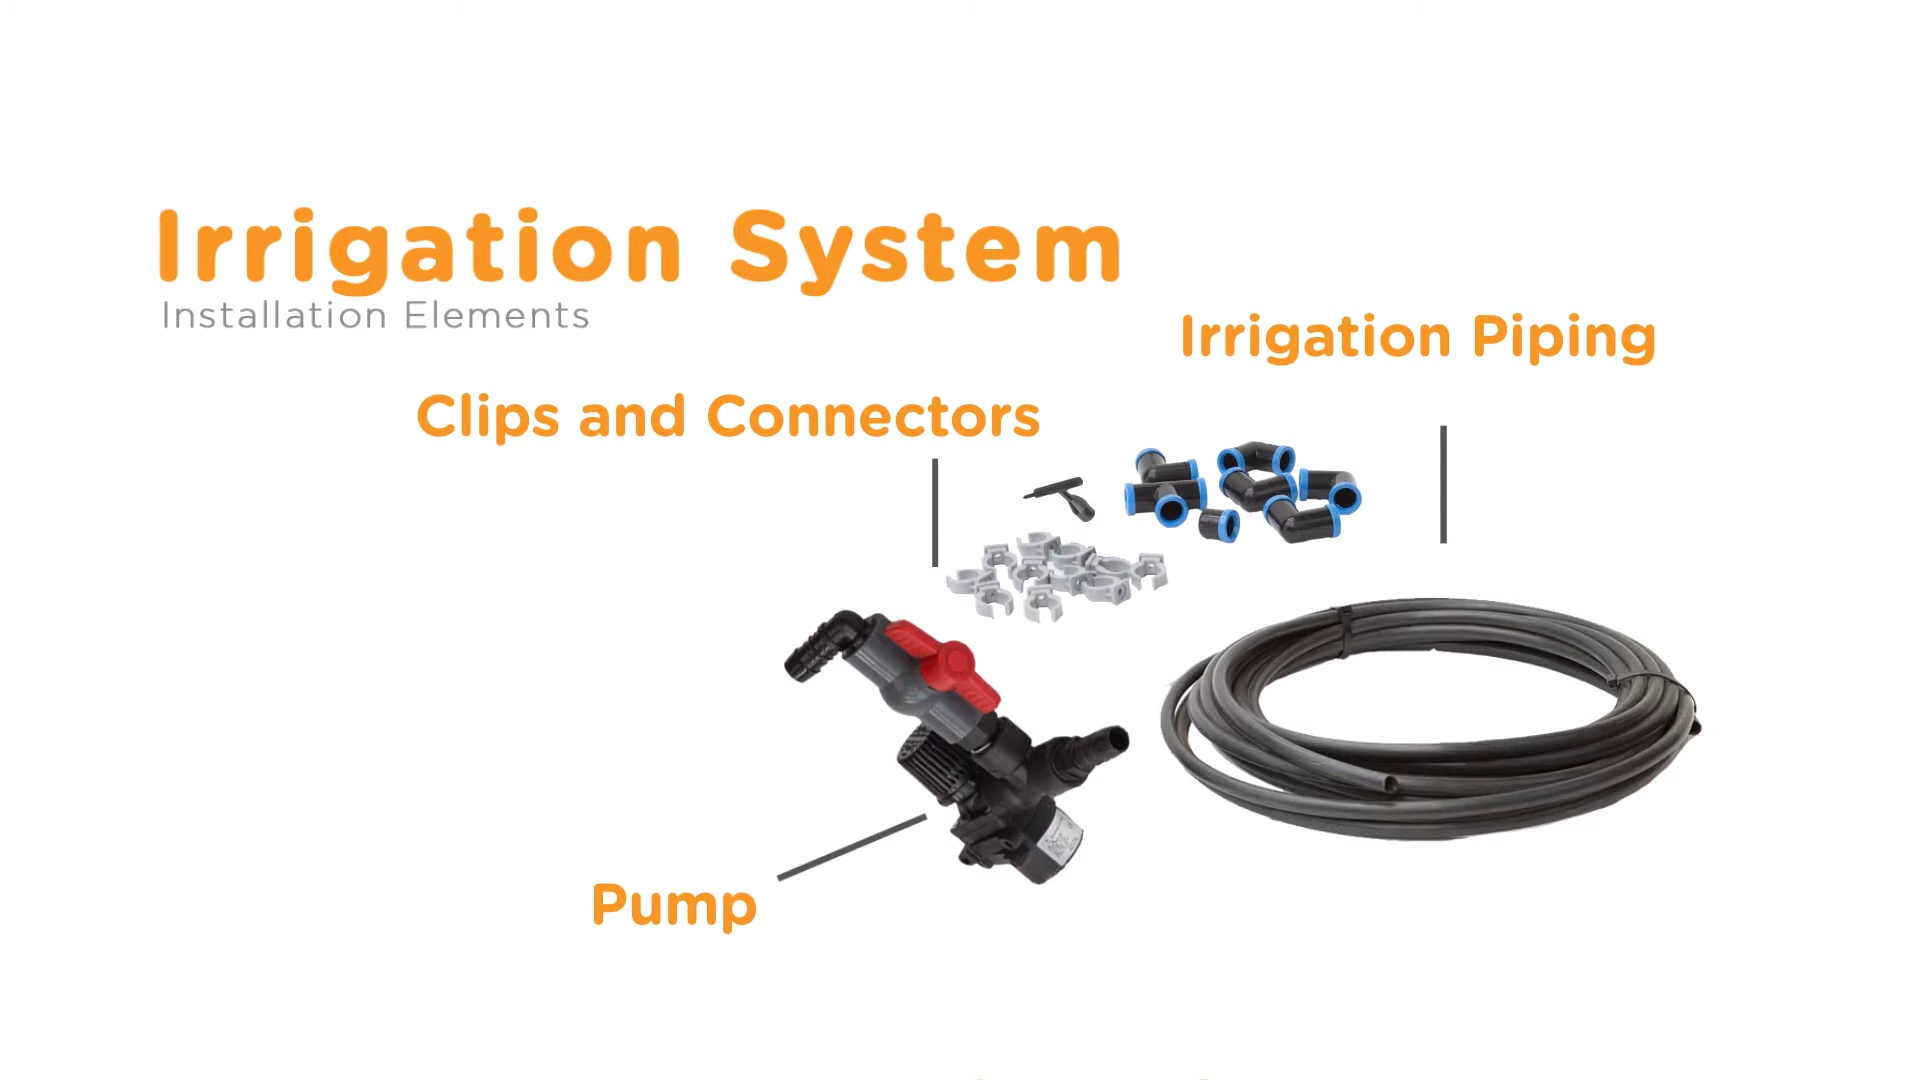 Irrigation System
Installation Elements
Irrigation Piping
Clips and Connectors
Pump